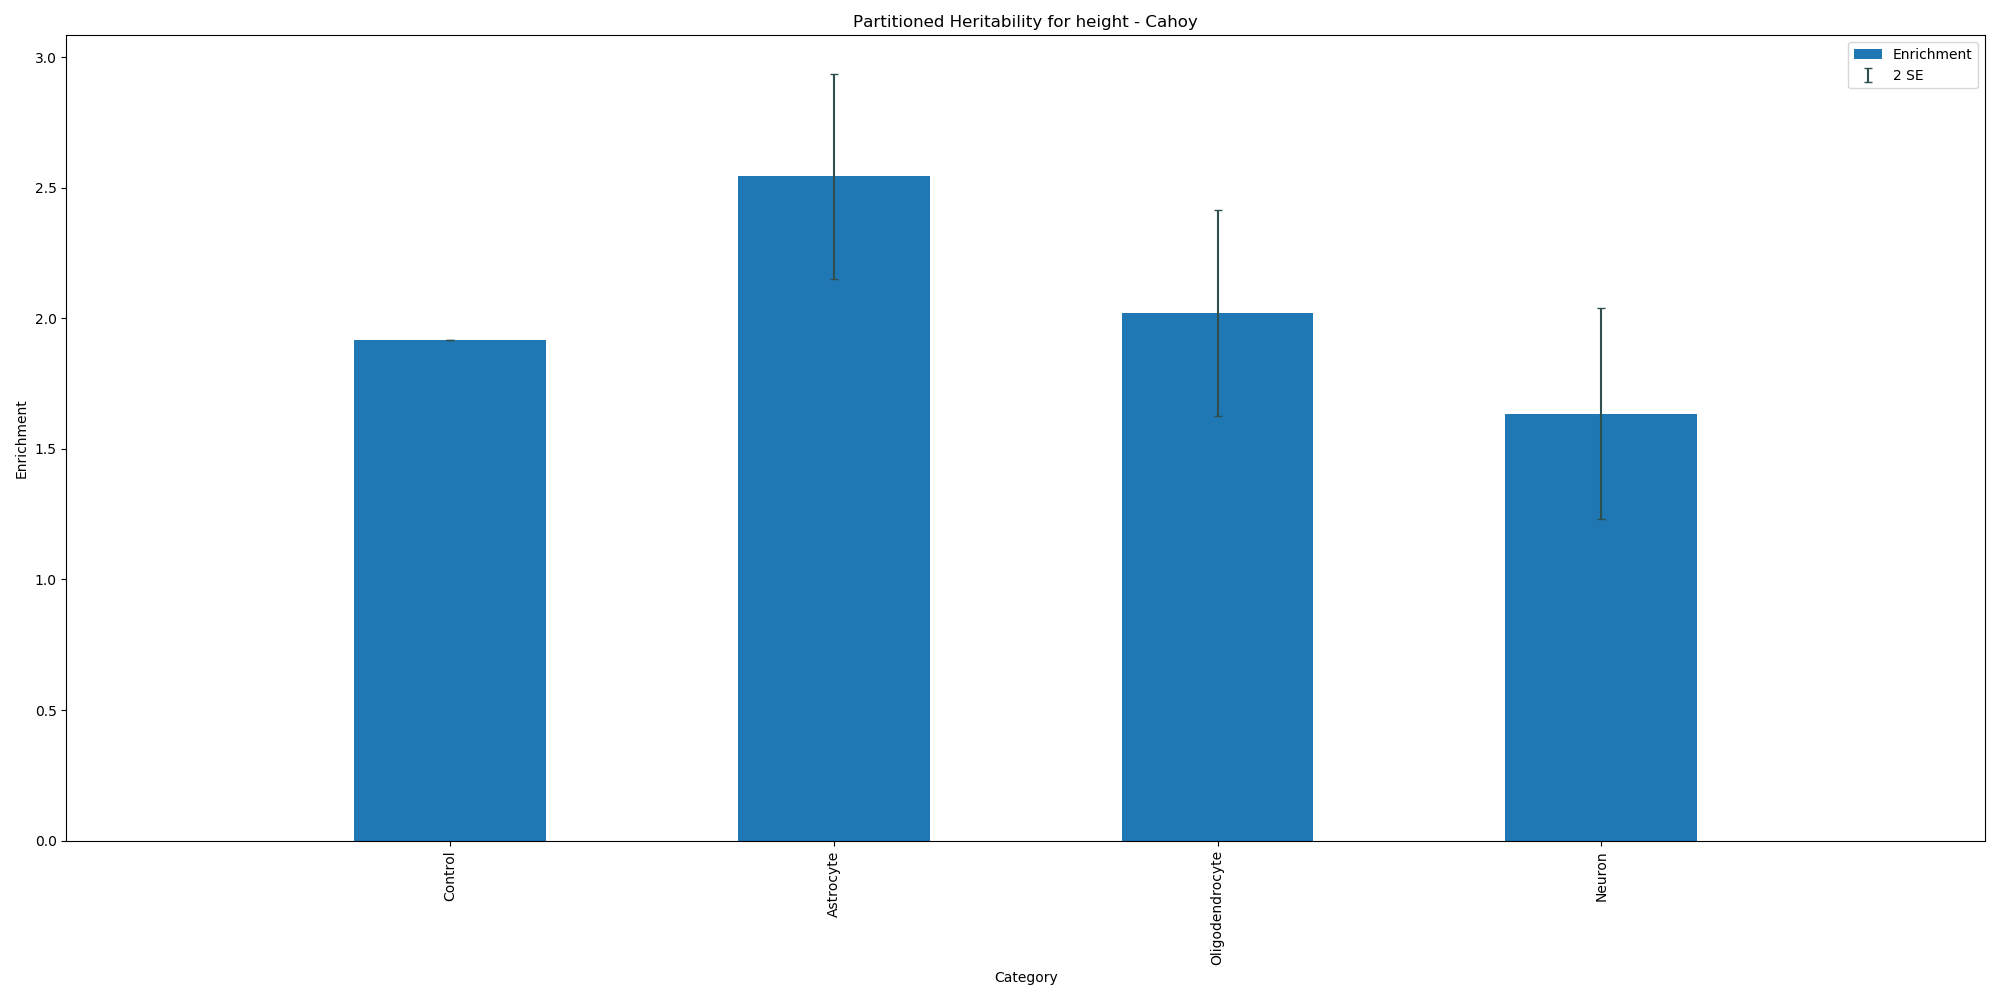 Partitioned Heritability for height - Cahoy
Enrichment
2 SE
3.0
2.5
2.0
1.5
1.0
0.5
0.0
Enrichment
Control
Astrocyte
Oligodendrocyte
Neuron
Category